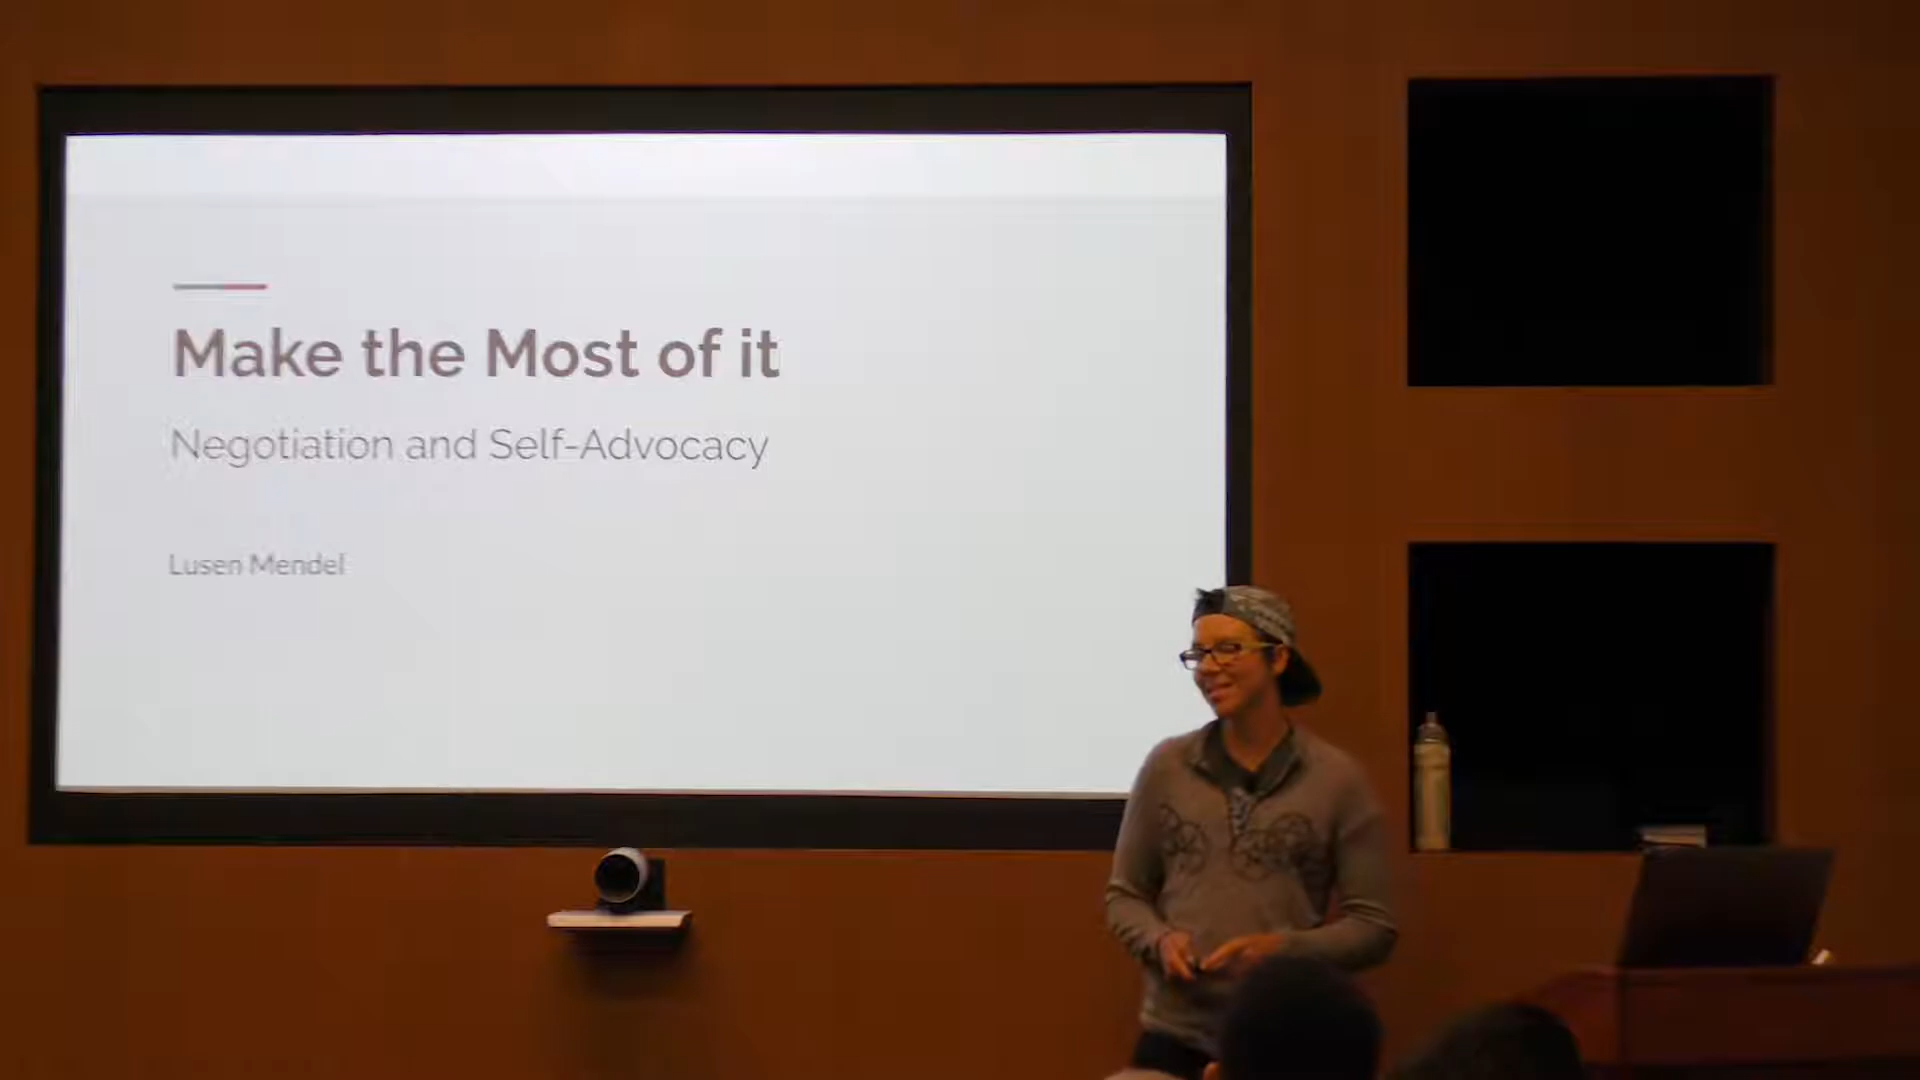 Make the Most of it
Negotiation and Self-Advocacy
Lusen Mendel